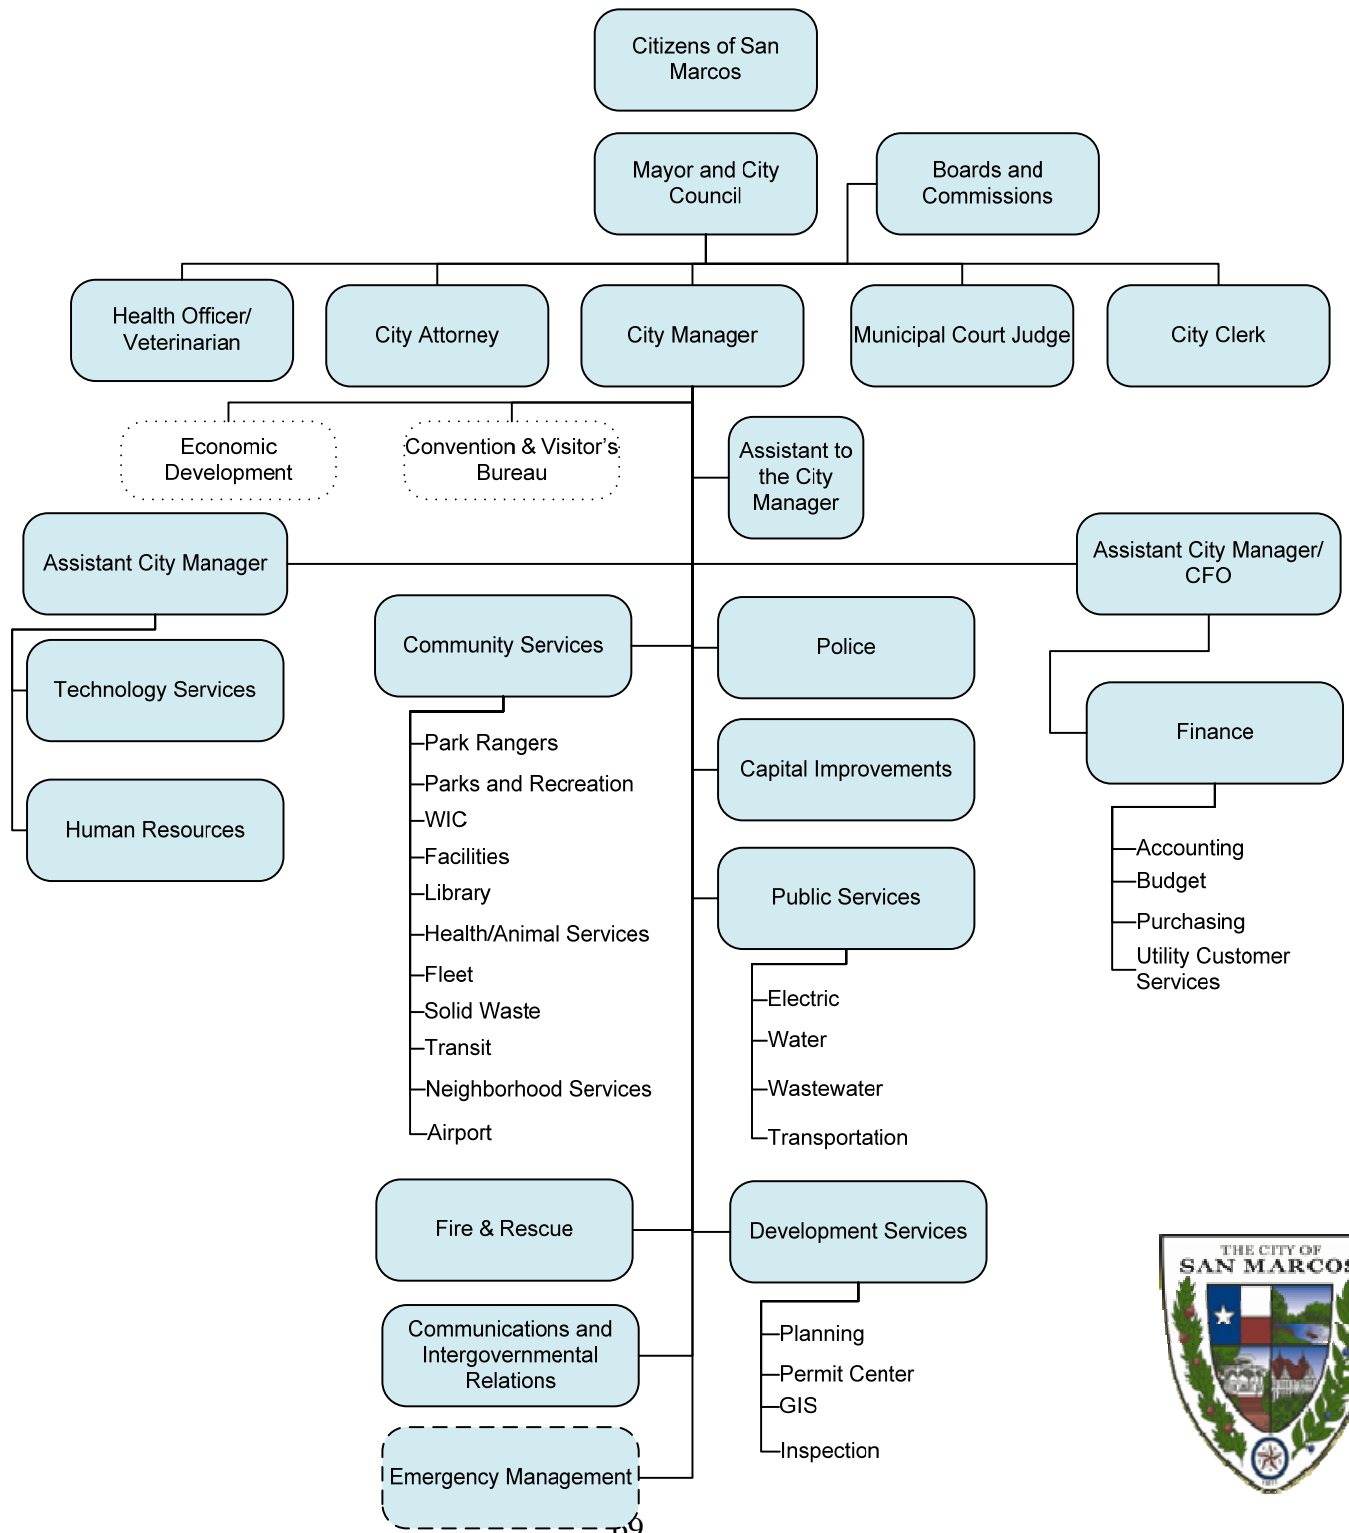 Citizens of San
Marcos
Mayor and City
Council
Boards and
Commissions
Health Officer/
Veterinarian
City Attorney
City Manager
Municipal Court Judge
City Clerk
Economic
Development
Convention & Visitor's
Bureau
Assistant to
the City
Manager
Assistant City Manager
Assistant City Manager/
CFO
Community Services
Police
Technology Services
Finance
Capital Improvements
Human Resources
Park Rangers
Parks and Recreation
WIC
Facilities
Library
Health/Animal Services
Fleet
Solid Waste
Transit
Neighborhood Services
Airport
Public Services
Electric
Water
Wastewater
Transportation
Accounting
Budget
Purchasing
Utility Customer
Services
Fire & Rescue
Development Services
Communications and
Intergovernmental
Relations
Planning
Permit Center
GIS
Inspection
Emergency Management
THE CITY OF
SAN MARCOS
69